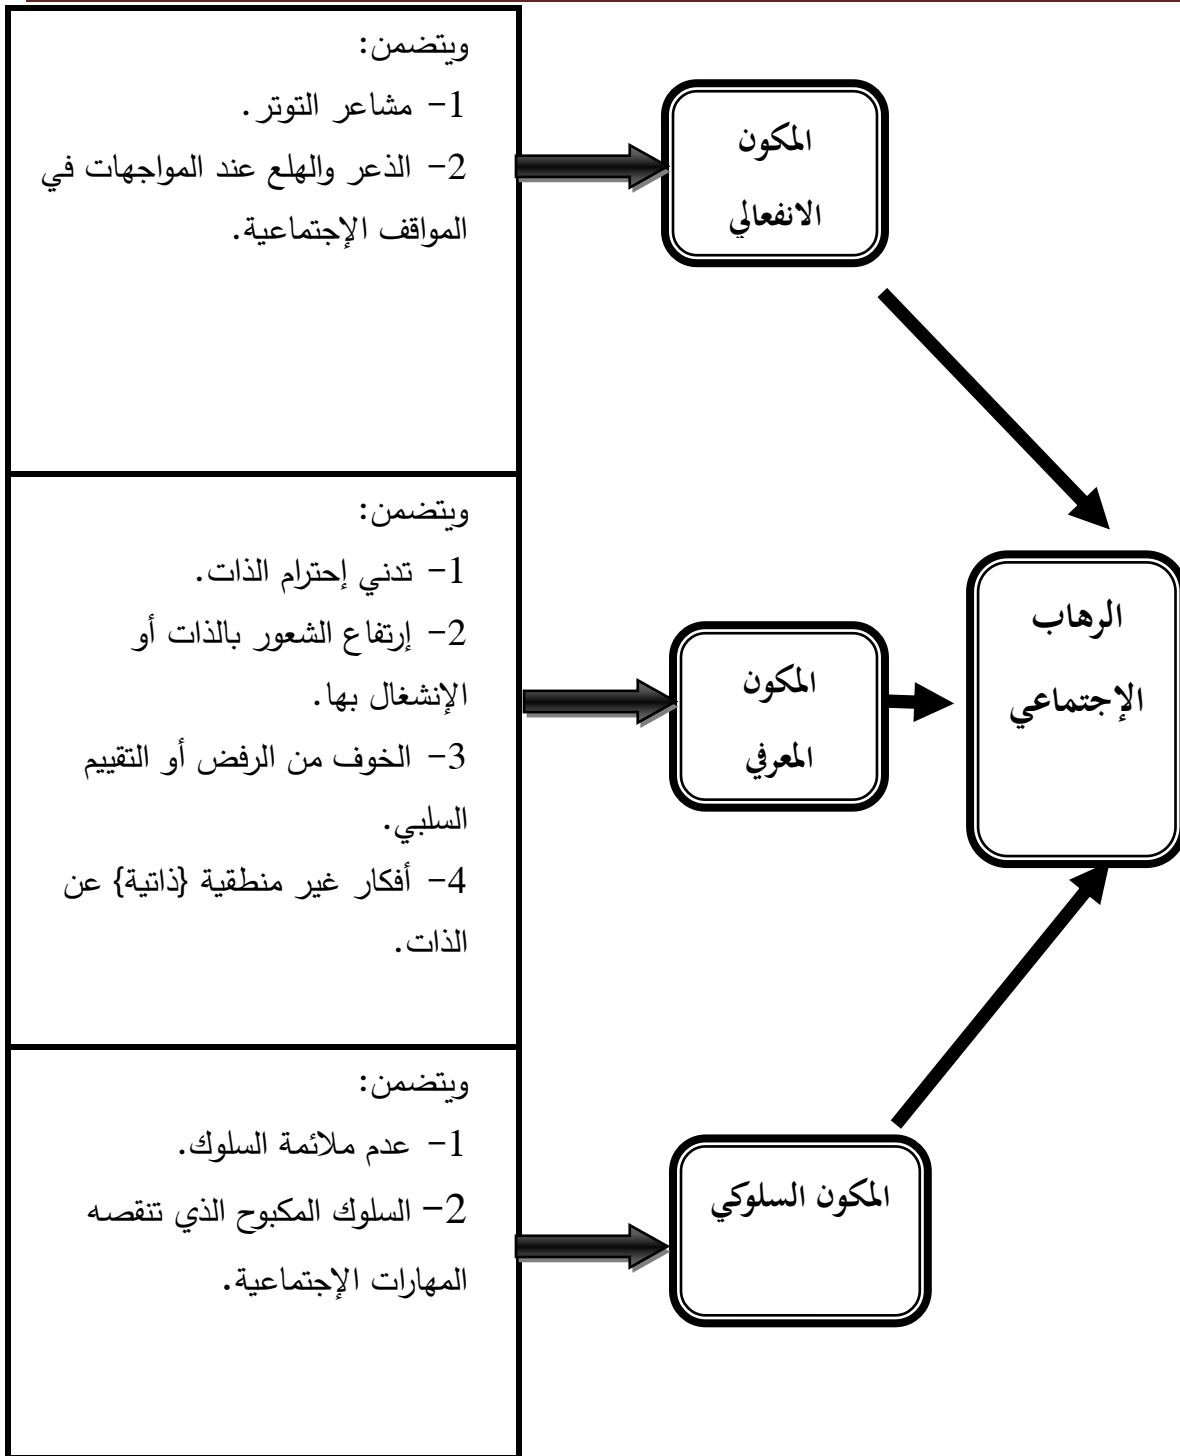 الرهاب
الإجتماعي
المكون
الانفعالي
ويتضمن:
1- مشاعر التوتر.
2- الذعر والهلع عند المواجهات في
المواقف الإجتماعية.
المكون
المعرفي
ويتضمن:
1- تدني إحترام الذات.
2- إرتفاع الشعور بالذات أو
الإنشغال بها.
3- الخوف من الرفض أو التقييم
السلبي.
4- أفكار غير منطقية {ذاتية} عن
الذات.
المكون السلوكي
ويتضمن:
1- عدم ملائمة السلوك.
2- السلوك المكبوح الذي تنقصه
المهارات الإجتماعية.